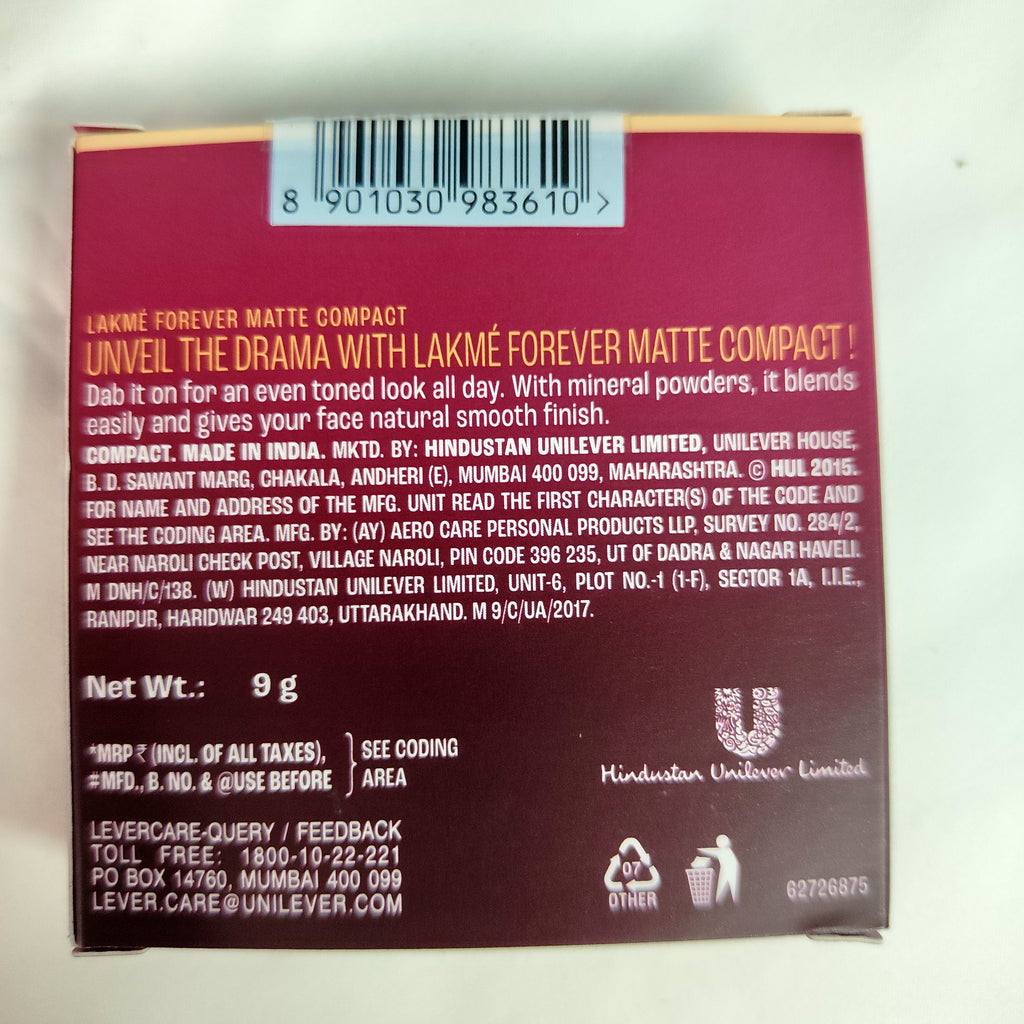 8 901030 983610 >
LAKMÉ FOREVER MATTE COMPACT
UNVEIL THE DRAMA WITH LAKMÉ FOREVER MATTE COMPACT !
Dab it on for an even toned look all day. With mineral powders, it blends
easily and gives your face natural smooth finish.
COMPACT. MADE IN INDIA. MKTD. BY: HINDUSTAN UNILEVER LIMITED, UNILEVER HOUSE,
B. D. SAWANT MARG, CHAKALA, ANDHERI (E), MUMBAI 400 099, MAHARASHTRA. © HUL 2015.
FOR NAME AND ADDRESS OF THE MFG. UNIT READ THE FIRST CHARACTER(S) OF THE CODE AND
SEE THE CODING AREA. MFG. BY: (AY) AERO CARE PERSONAL PRODUCTS LLP, SURVEY NO. 284/2,
NEAR NAROLI CHECK POST, VILLAGE NAROLI, PIN CODE 396 235, UT OF DADRA & NAGAR HAVELI.
M DNH/C/138. (W) HINDUSTAN UNILEVER LIMITED, UNIT-6, PLOT NO.-1 (1-F), SECTOR 1A, I.I.E.,
RANIPUR, HARIDWAR 249 403, UTTARAKHAND. M 9/C/UA/2017.
Net Wt.: 9 g
*MRP ₹ (INCL. OF ALL TAXES),
#MFD., B. NO. & @USE BEFORE
SEE CODING
AREA
Hindustan Unilever Limited
LEVERCARE-QUERY / FEEDBACK
TOLL FREE: 1800-10-22-221
PO BOX 14760, MUMBAI 400 099
LEVER.CARE@UNILEVER.COM
07
OTHER
62726875